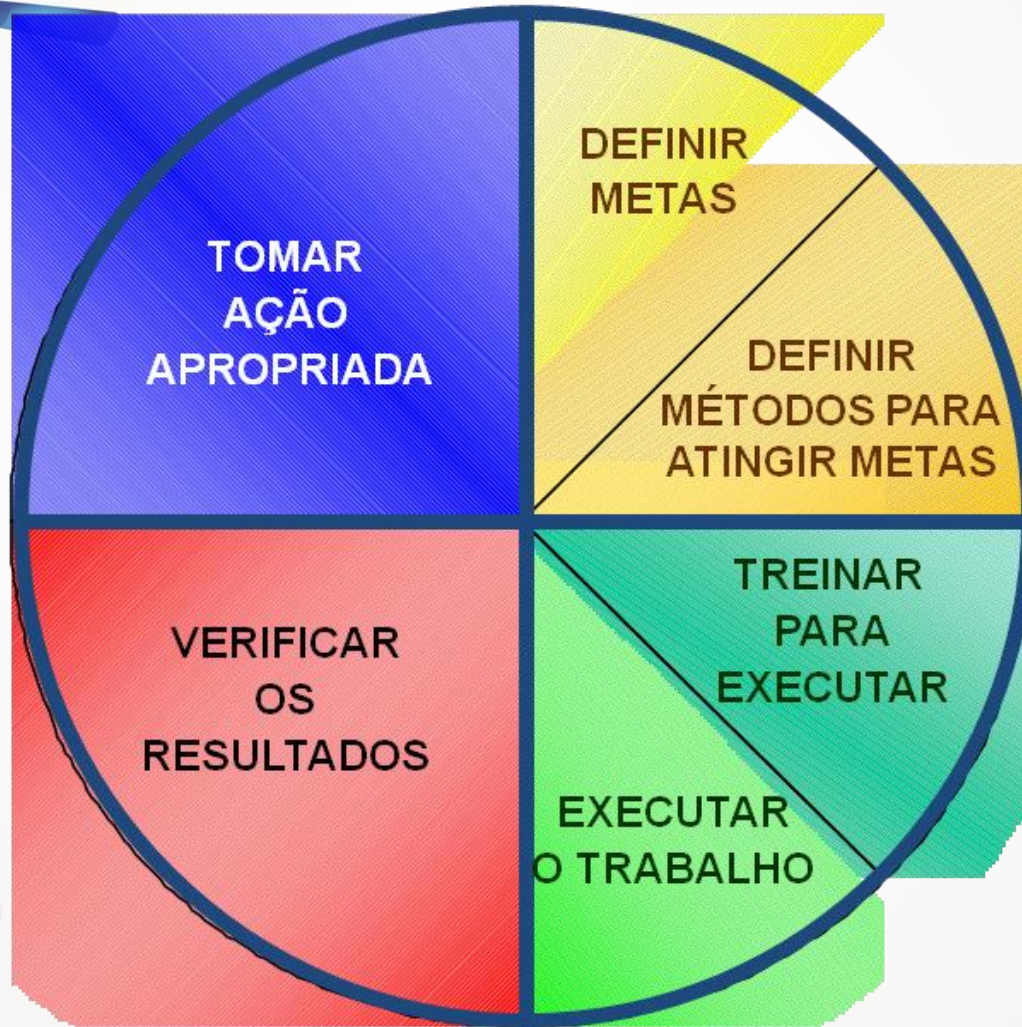 DEFINIR
METAS
DEFINIR
MÉTODOS PARA
ATINGIR METAS
TREINAR
PARA
EXECUTAR
EXECUTAR
O TRABALHO
VERIFICAR
OS
RESULTADOS
TOMAR
AÇÃO
APROPRIADA